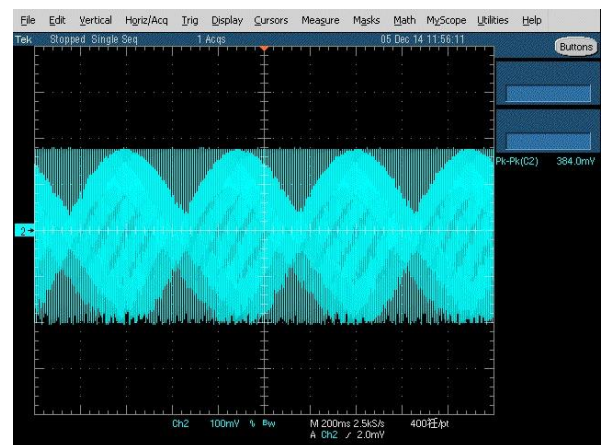 File Edit Vertical Horiz/Acq Trig Display Cursors Measure Masks Math MyScope Utilities Help
Tek Stopped Single Seq 1 Acqs 05 Dec 14 11:56:11
Buttons
Pk-Pk(C2) 384.0mV
2
Ch2 100mV Bw M 200ms 2.5kS/s 400/pt
A Ch2 2.0mV